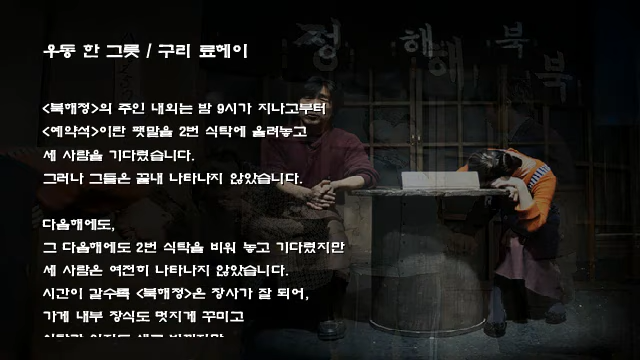 우동 한 그릇 / 구리 료헤이
정 해 북
해 북
<북해정>의 주인 내외는 밤 9시가 지나고부터
<예약석>이란 팻말을 2번 식탁에 올려놓고
세 사람을 기다렸습니다.
그러나 그들은 끝내 나타나지 않았습니다.
다음해에도,
그 다음해에도 2번 식탁을 비워 놓고 기다렸지만
세 사람은 여전히 나타나지 않았습니다.
시간이 갈수록 <북해정>은 장사가 잘 되어,
가게 내부 장식도 멋지게 꾸미고